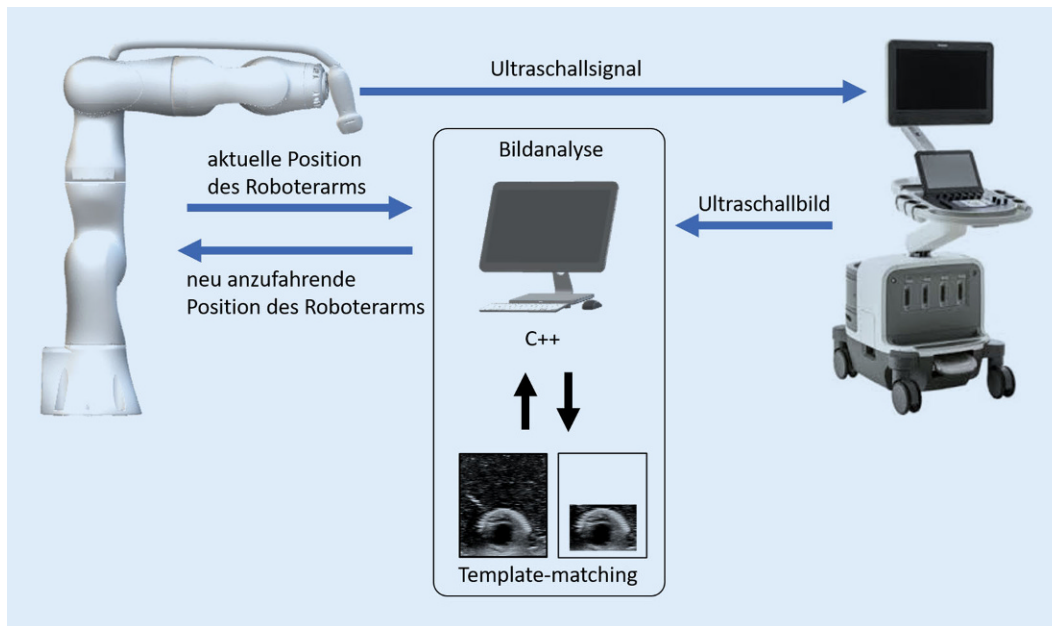 Ultraschallsignal
Bildanalyse
aktuelle Position
des Roboterarms
Ultraschallbild
neu anzufahrende
Position des Roboterarms
C++
Template-matching